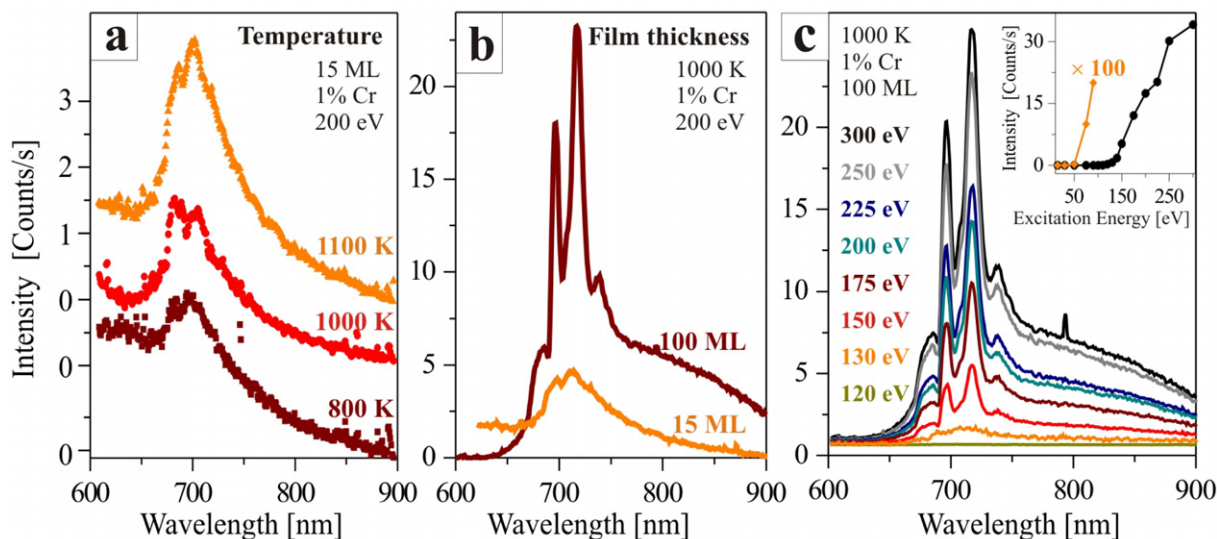 a
Temperature
15 ML
1% Cr
200 eV
3
1
0
0
0
1100 K
1000 K
800 K
Intensity [Counts/s]
600
700
800
900
Wavelength [nm]
b
Film thickness
1000 K
1% Cr
200 eV
20
15
10
5
0
100 ML
15 ML
600
700
800
900
Wavelength [nm]
c
1000 K
1% Cr
100 ML
300 eV
250 eV
225 eV
200 eV
175 eV
150 eV
130 eV
120 eV
20
15
10
5
0
600
700
800
900
Wavelength [nm]
Intensity [Counts/s]
30
15
0
× 100
50
150
250
Excitation Energy [eV]